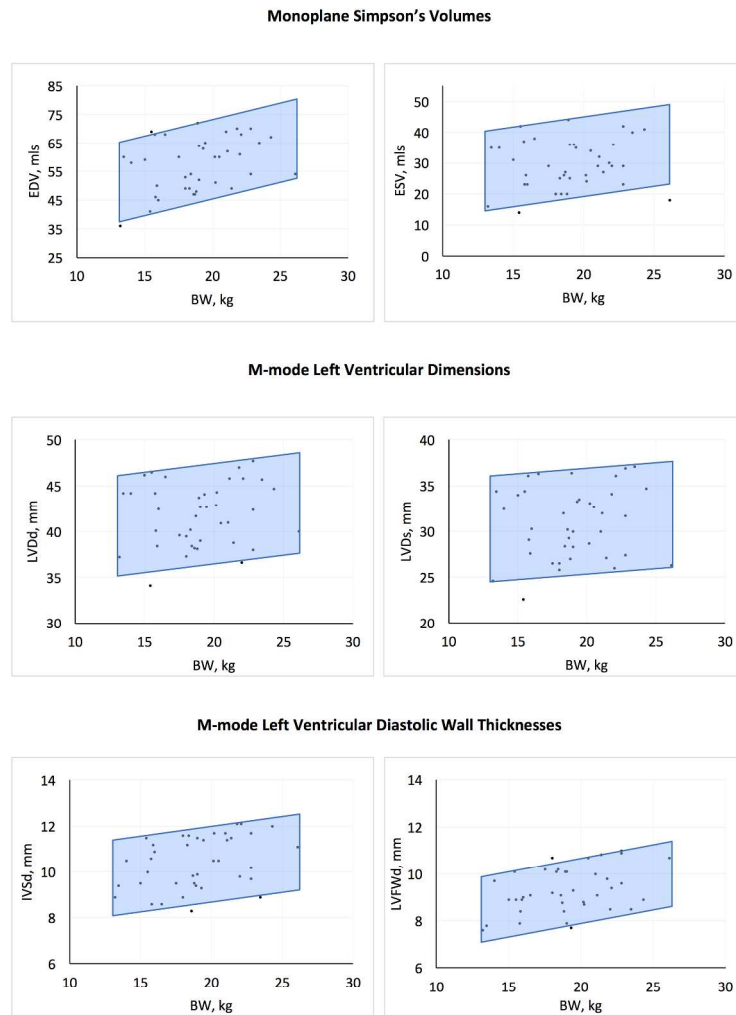 Monoplane Simpson's Volumes
85
75
65
55
45
35
25
EDV, mls
10 15 20 25 30
BW, kg
50
40
30
20
10
0
ESV, mls
10 15 20 25 30
BW, kg
M-mode Left Ventricular Dimensions
50
45
40
35
30
LVDd, mm
10 15 20 25 30
BW, kg
40
35
30
25
20
LVDs, mm
10 15 20 25 30
BW, kg
M-mode Left Ventricular Diastolic Wall Thicknesses
14
12
10
8
6
IVSd, mm
10 15 20 25 30
BW, kg
14
12
10
8
6
LVFWd, mm
10 15 20 25 30
BW, kg